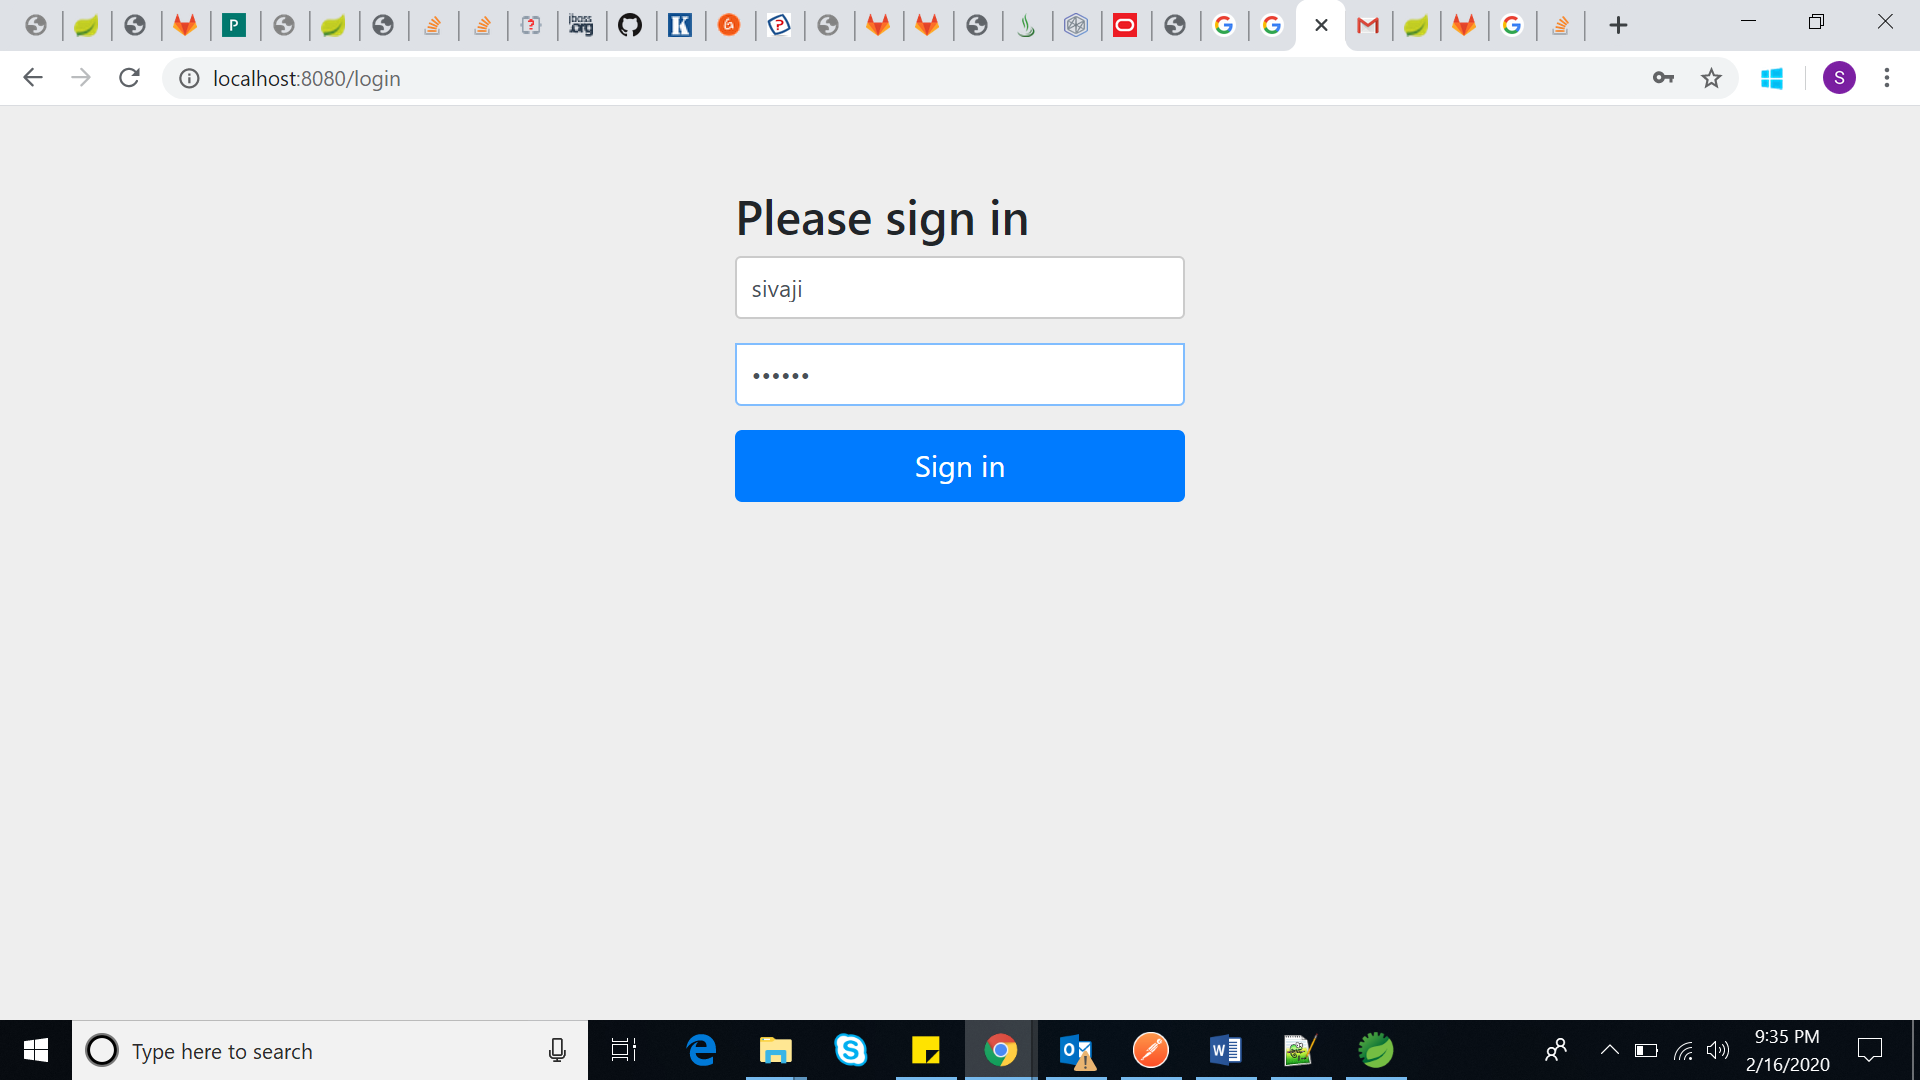 localhost:8080/login
S
Please sign in
sivaji
••••••
Sign in
Type here to search
9:35 PM
2/16/2020